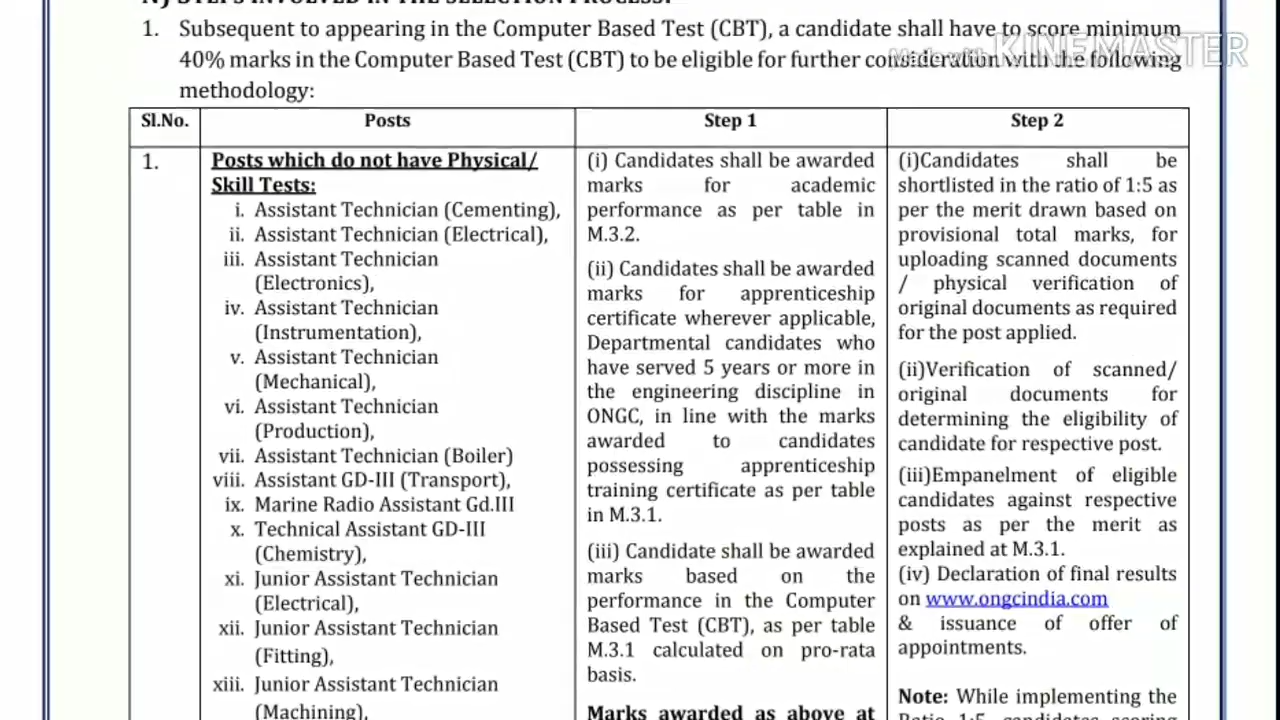 N) STEPS INVOLVED IN THE SELECTION PROCESS:
1. Subsequent to appearing in the Computer Based Test (CBT), a candidate shall have to score minimum
40% marks in the Computer Based Test (CBT) to be eligible for further consideration with the following
methodology:
Made with KINEMASTER
Sl.No. Posts Step 1 Step 2
1.
Posts which do not have Physical/
Skill Tests:
i. Assistant Technician (Cementing),
ii. Assistant Technician (Electrical),
iii. Assistant Technician
(Electronics),
iv. Assistant Technician
(Instrumentation),
v. Assistant Technician
(Mechanical),
vi. Assistant Technician
(Production),
vii. Assistant Technician (Boiler)
viii. Assistant GD-III (Transport),
ix. Marine Radio Assistant Gd.III
x. Technical Assistant GD-III
(Chemistry),
xi. Junior Assistant Technician
(Electrical),
xii. Junior Assistant Technician
(Fitting),
xiii. Junior Assistant Technician
(Machining),
(i) Candidates shall be awarded
marks for academic
performance as per table in
M.3.2.
(ii) Candidates shall be awarded
marks for apprenticeship
certificate wherever applicable,
Departmental candidates who
have served 5 years or more in
the engineering discipline in
ONGC, in line with the marks
awarded to candidates
possessing apprenticeship
training certificate as per table
in M.3.1.
(iii) Candidate shall be awarded
marks based on the
performance in the Computer
Based Test (CBT), as per table
M.3.1 calculated on pro-rata
basis.
Marks awarded as above at
(i)Candidates shall be
shortlisted in the ratio of 1:5 as
per the merit drawn based on
provisional total marks, for
uploading scanned documents
/ physical verification of
original documents as required
for the post applied.
(ii)Verification of scanned/
original documents for
determining the eligibility of
candidate for respective post.
(iii)Empanelment of eligible
candidates against respective
posts as per the merit as
explained at M.3.1.
(iv) Declaration of final results
on www.ongcindia.com
& issuance of offer of
appointments.
Note: While implementing the
Ratio 1:5, candidates scoring